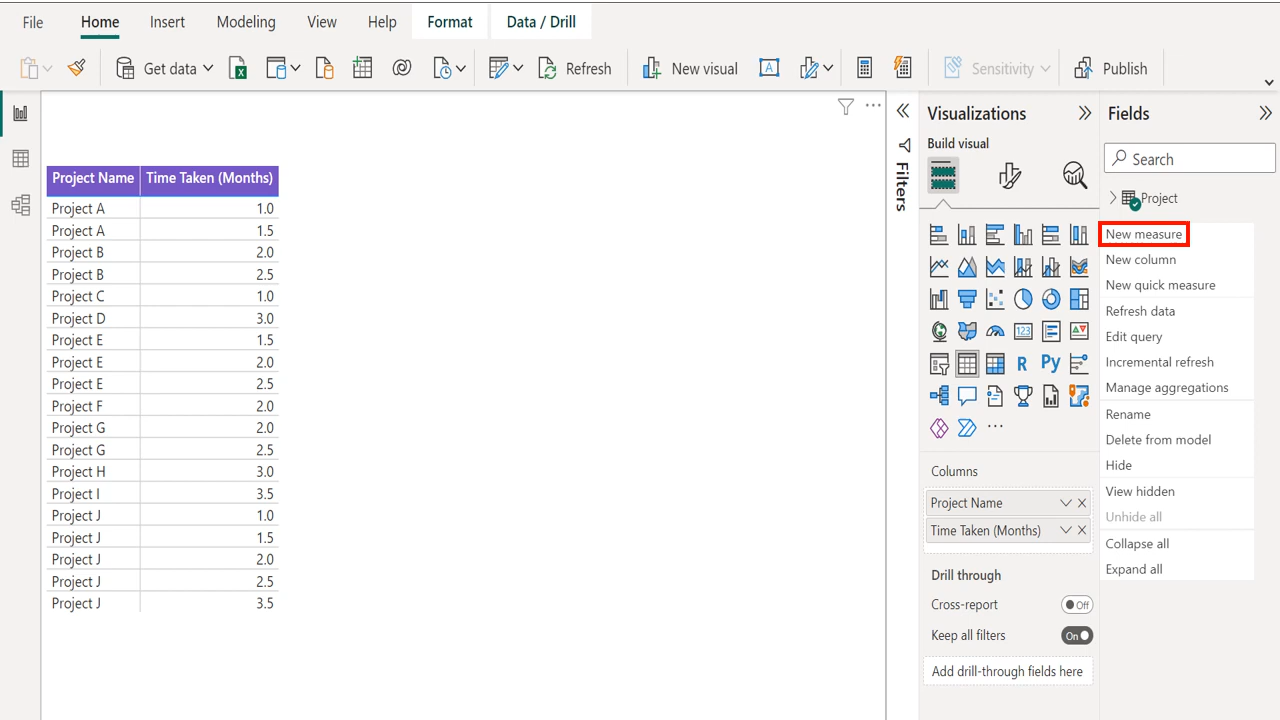 File Home Insert Modeling View Help Format Data / Drill
Get data Refresh New visual A Sensitivity Publish
Project Name Time Taken (Months)
Project A 1.0
Project A 1.5
Project B 2.0
Project B 2.5
Project C 1.0
Project D 3.0
Project E 1.5
Project E 2.0
Project E 2.5
Project F 2.0
Project G 2.0
Project G 2.5
Project H 3.0
Project I 3.5
Project J 1.0
Project J 1.5
Project J 2.0
Project J 2.5
Project J 3.5
Filters
Visualizations
Build visual
123
R Py
Columns
Project Name
Time Taken (Months)
Drill through
Cross-report Off
Keep all filters On
Add drill-through fields here
Fields
Search
Project
New measure
New column
New quick measure
Refresh data
Edit query
Incremental refresh
Manage aggregations
Rename
Delete from model
Hide
View hidden
Unhide all
Collapse all
Expand all